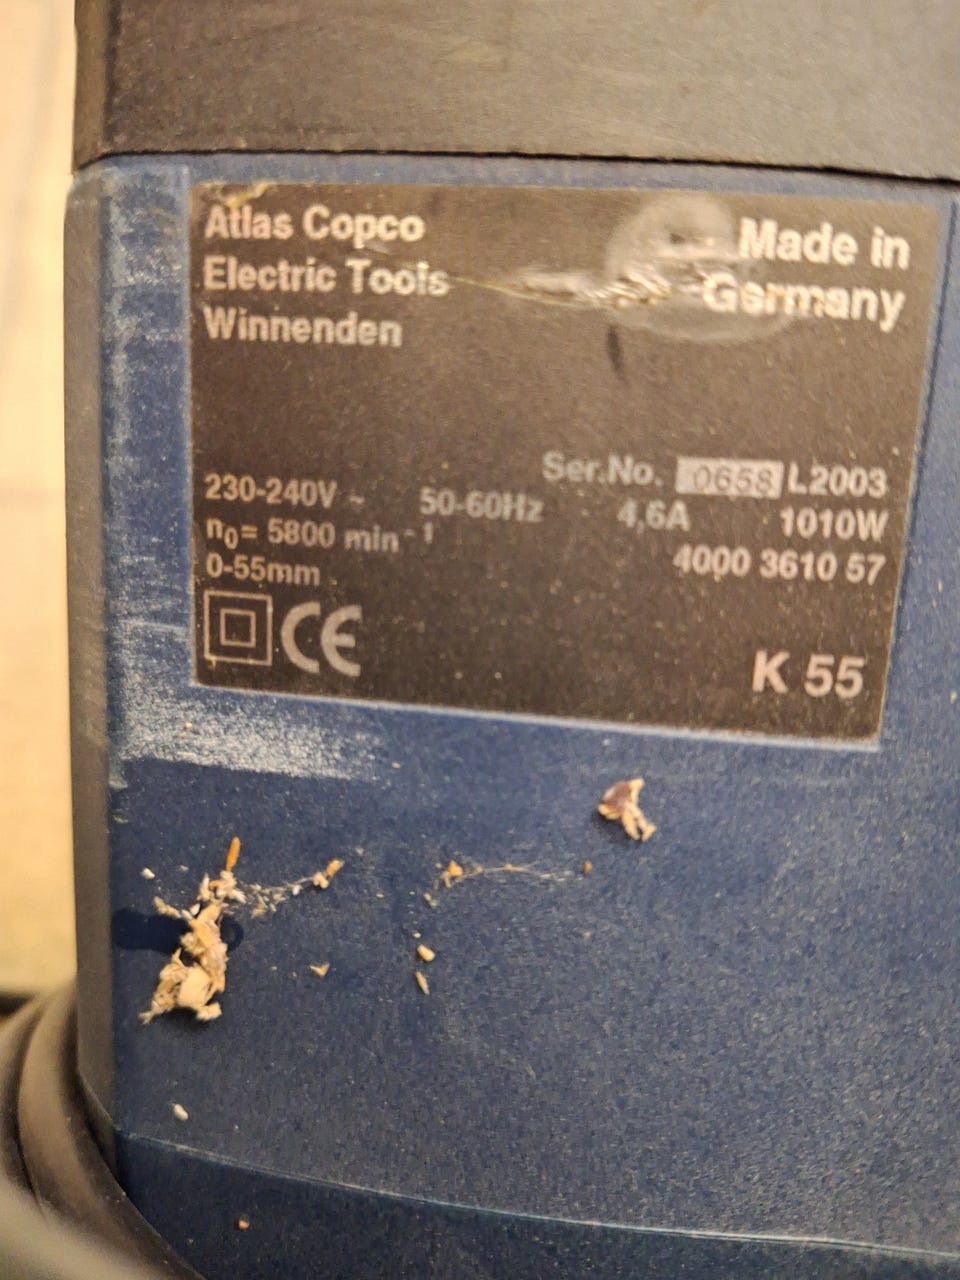 Atlas Copco
Electric Tools
Winnenden
Made in
Germany
Ser.No. 0658 L2003
230-240V ~ 50-60Hz 4,6A 1010W
n₀= 5800 min⁻¹ 4000 3610 57
0-55mm
CE
K 55